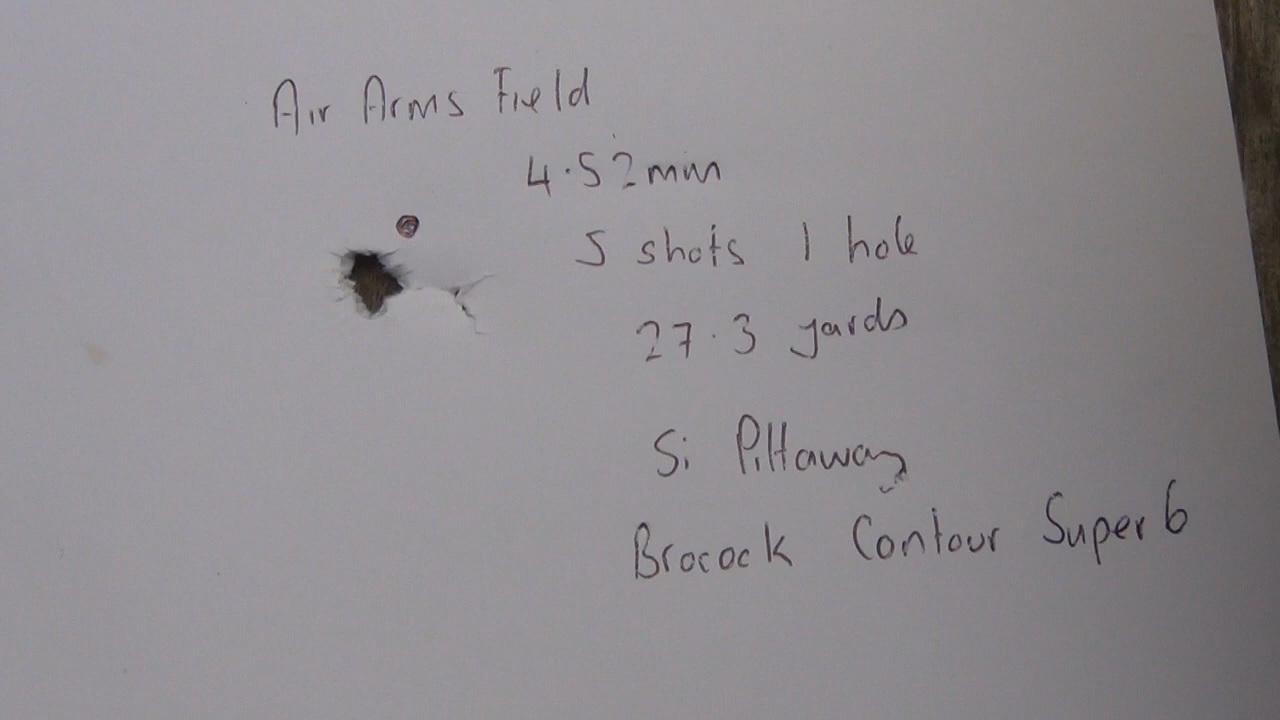 Air Arms Field
4.52mm
5 shots 1 hole
27.3 yards
Si Pittaway
Brocock Contour Super 6